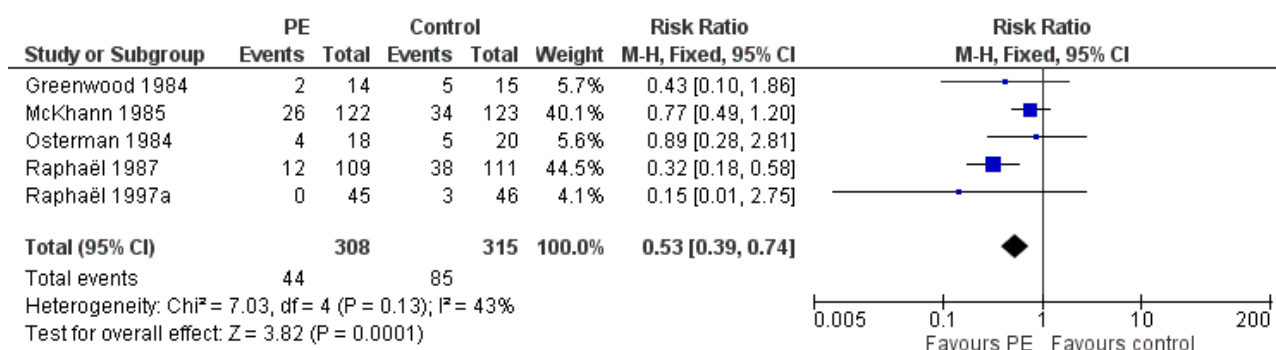 PE Control Risk Ratio Risk Ratio
Study or Subgroup Events Total Events Total Weight M-H, Fixed, 95% CI M-H, Fixed, 95% CI
Greenwood 1984 2 14 5 15 5.7% 0.43 [0.10, 1.86]
McKhann 1985 26 122 34 123 40.1% 0.77 [0.49, 1.20]
Osterman 1984 4 18 5 20 5.6% 0.89 [0.28, 2.81]
Raphaël 1987 12 109 38 111 44.5% 0.32 [0.18, 0.58]
Raphaël 1997a 0 45 3 46 4.1% 0.15 [0.01, 2.75]
Total (95% CI) 308 315 100.0% 0.53 [0.39, 0.74]
Total events 44 85
Heterogeneity: Chi² = 7.03, df = 4 (P = 0.13); I² = 43%
Test for overall effect: Z = 3.82 (P = 0.0001)
0.005 0.1 1 10 200
Favours PE Favours control